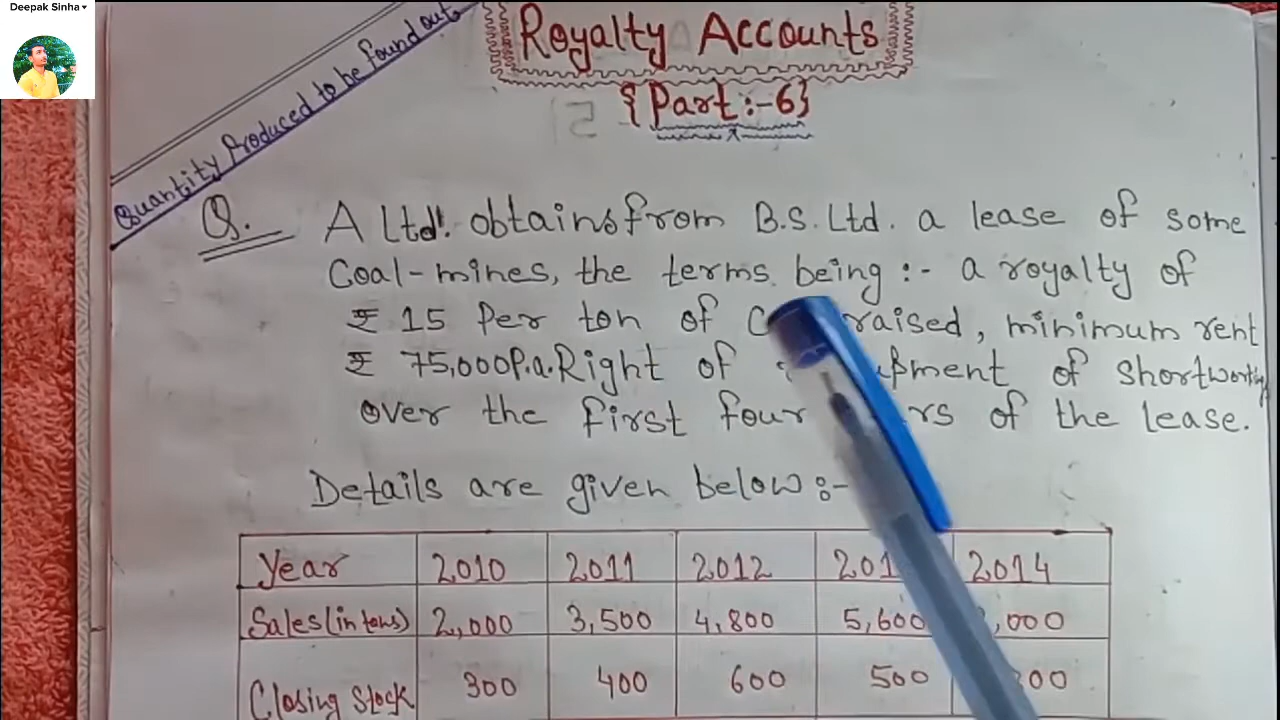 Deepak Sinha
Quantity Produced to be found out
Royalty Accounts
{Part:-6}
Q. A Ltd. obtains from B.S. Ltd. a lease of some
Coal-mines, the terms being :- a royalty of
₹ 15 Per ton of raised, minimum rent
₹ 75,000P.a. Right of of Shortworking
over the first four of the lease.
Details are given below :-
Year 2010 2011 2012 2014
Sales(in tons) 2,000 3,500 4,800 5,600
Closing Stock 300 400 600 500